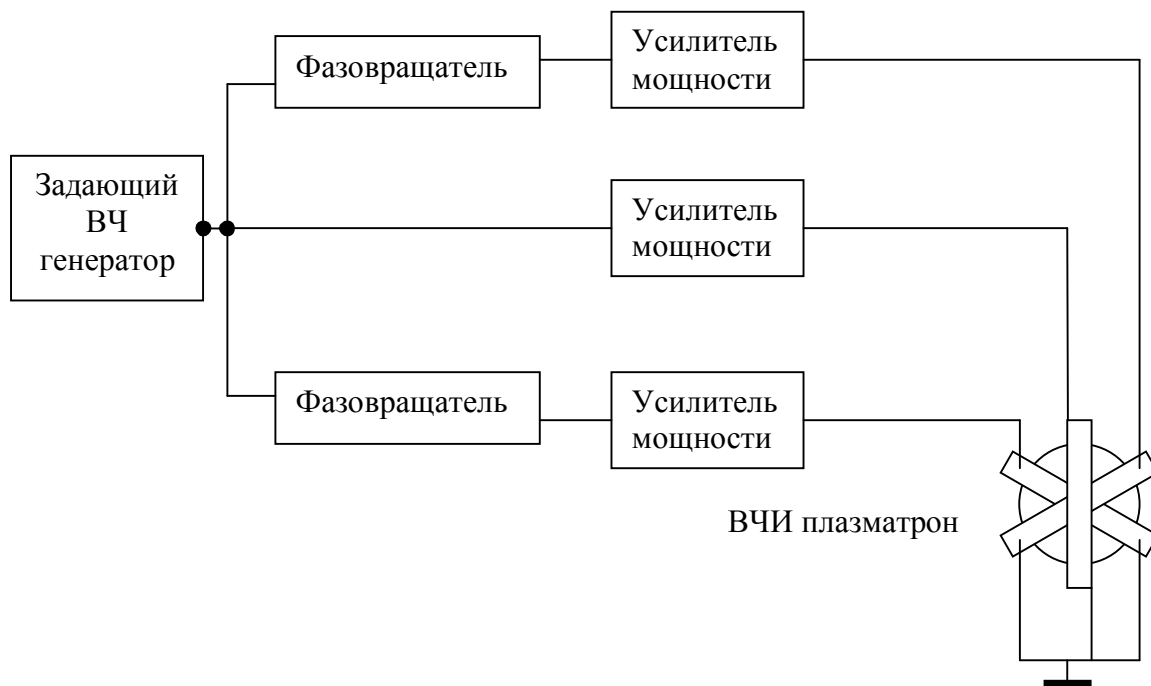 Фазовращатель
Усилитель
мощности
Задающий
ВЧ
генератор
Усилитель
мощности
Фазовращатель
Усилитель
мощности
ВЧИ плазматрон